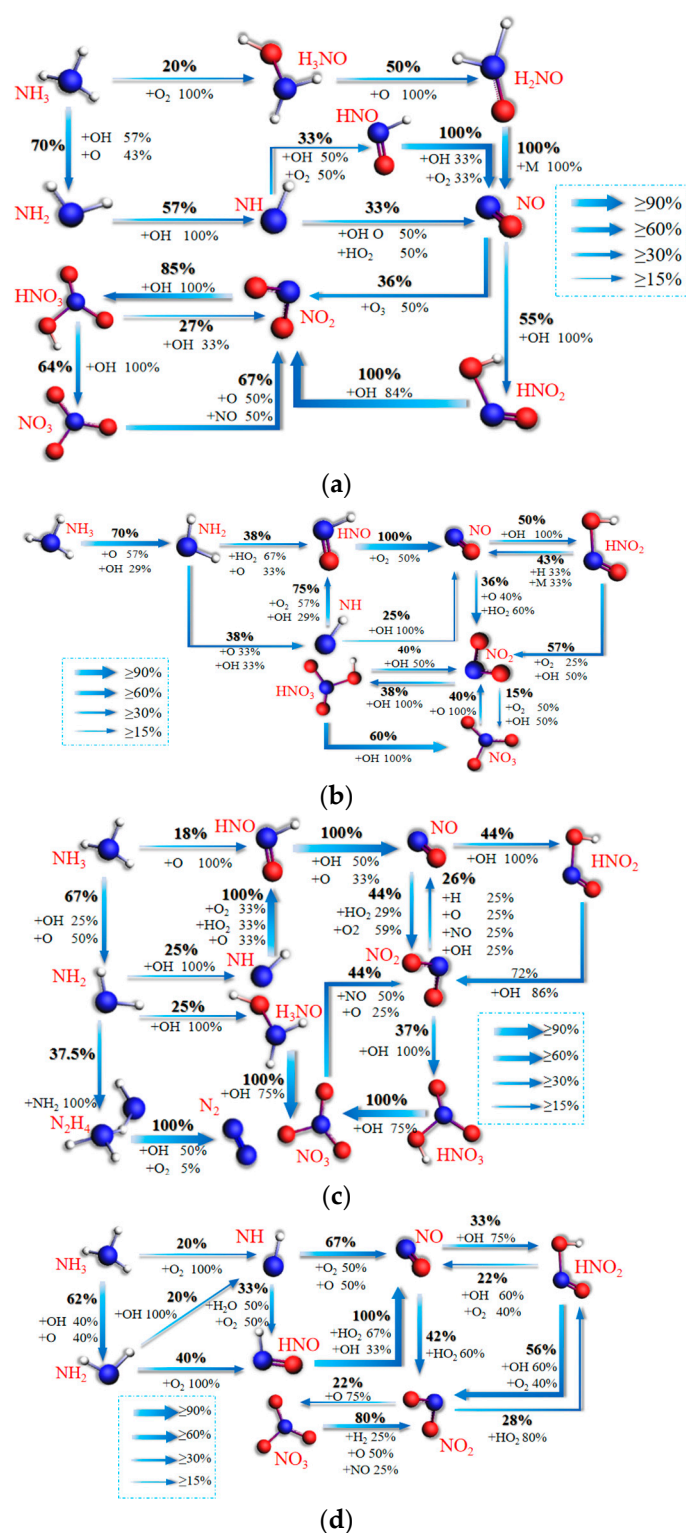 20%
H3NO
50%
NH3
+O2 100%
+O 100%
H2NO
HNO
70%
+OH 57%
+O 43%
33%
+OH 50%
+O2 50%
100%
+OH 33%
+O2 33%
100%
+M 100%
NH2
57%
+OH 100%
NH
33%
+OH O 50%
+HO2 50%
NO
≥90%
≥60%
≥30%
≥15%
HNO3
85%
+OH 100%
27%
+OH 33%
NO2
36%
+O3 50%
55%
+OH 100%
64%
+OH 100%
NO3
67%
+O 50%
+NO 50%
100%
+OH 84%
HNO2
(a)
NH3
70%
+O 57%
+OH 29%
NH2
38%
+HO2 67%
+O 33%
HNO
100%
+O2 50%
NO
50%
+OH 100%
43%
+H 33%
+M 33%
HNO2
75%
+O2 57%
+OH 29%
NH
36%
+O 40%
+HO2 60%
38%
+O 33%
+OH 33%
25%
+OH 100%
40%
+OH 50%
NO2
57%
+O2 25%
+OH 50%
≥90%
≥60%
≥30%
≥15%
HNO3
38%
+OH 100%
40%
+O 100%
15%
+O2 50%
+OH 50%
60%
+OH 100%
NO3
(b)
NH3
18%
+O 100%
HNO
100%
+OH 50%
+O 33%
NO
44%
+OH 100%
HNO2
67%
+OH 25%
+O 50%
100%
+O2 33%
+HO2 33%
+O 33%
44%
+HO2 29%
+O2 59%
26%
+H 25%
+O 25%
+NO 25%
+OH 25%
NH2
25%
+OH 100%
NH
NO2
72%
+OH 86%
25%
+OH 100%
H3NO
44%
+NO 50%
+O 25%
37%
+OH 100%
≥90%
≥60%
≥30%
≥15%
37.5%
+NH2 100%
N2H4
100%
+OH 50%
+O2 5%
N2
100%
+OH 75%
NO3
100%
+OH 75%
HNO3
(c)
NH3
20%
+O2 100%
NH
67%
+O2 50%
+O 50%
NO
33%
+OH 75%
22%
+OH 60%
+O2 40%
HNO2
62%
+OH 40%
+O 40%
20%
+OH 100%
33%
+H2O 50%
+O2 50%
100%
+HO2 67%
+OH 33%
42%
+HO2 60%
56%
+OH 60%
+O2 40%
NH2
40%
+O2 100%
HNO
≥90%
≥60%
≥30%
≥15%
22%
+O 75%
NO3
80%
+H2 25%
+O 50%
+NO 25%
NO2
28%
+HO2 80%
(d)